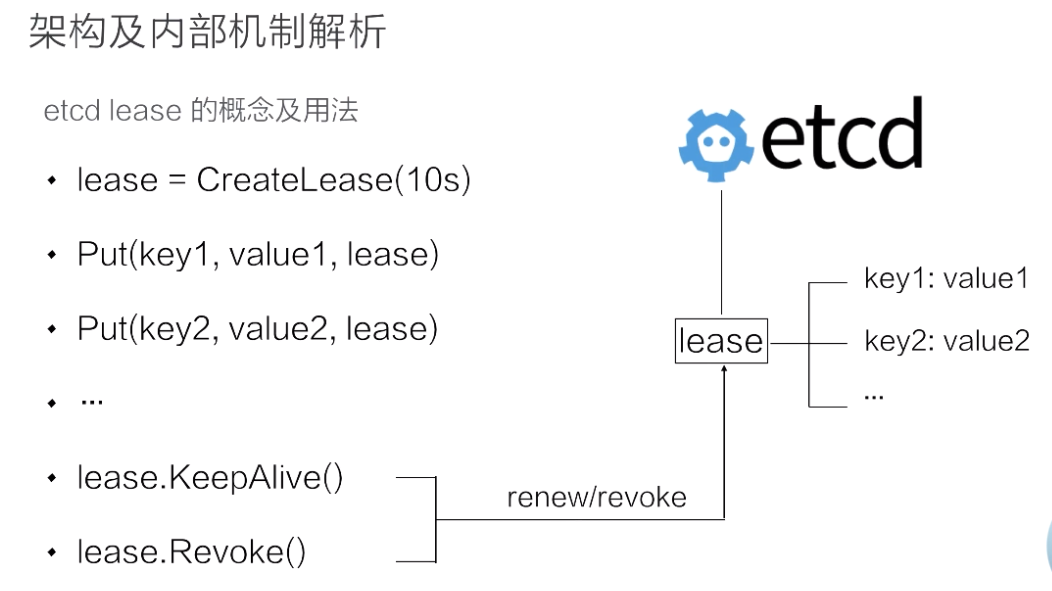 架构及内部机制解析
etcd lease 的概念及用法
lease = CreateLease(10s)
Put(key1, value1, lease)
Put(key2, value2, lease)
...
lease.KeepAlive()
lease.Revoke()
etcd
lease
key1: value1
key2: value2
...
renew/revoke